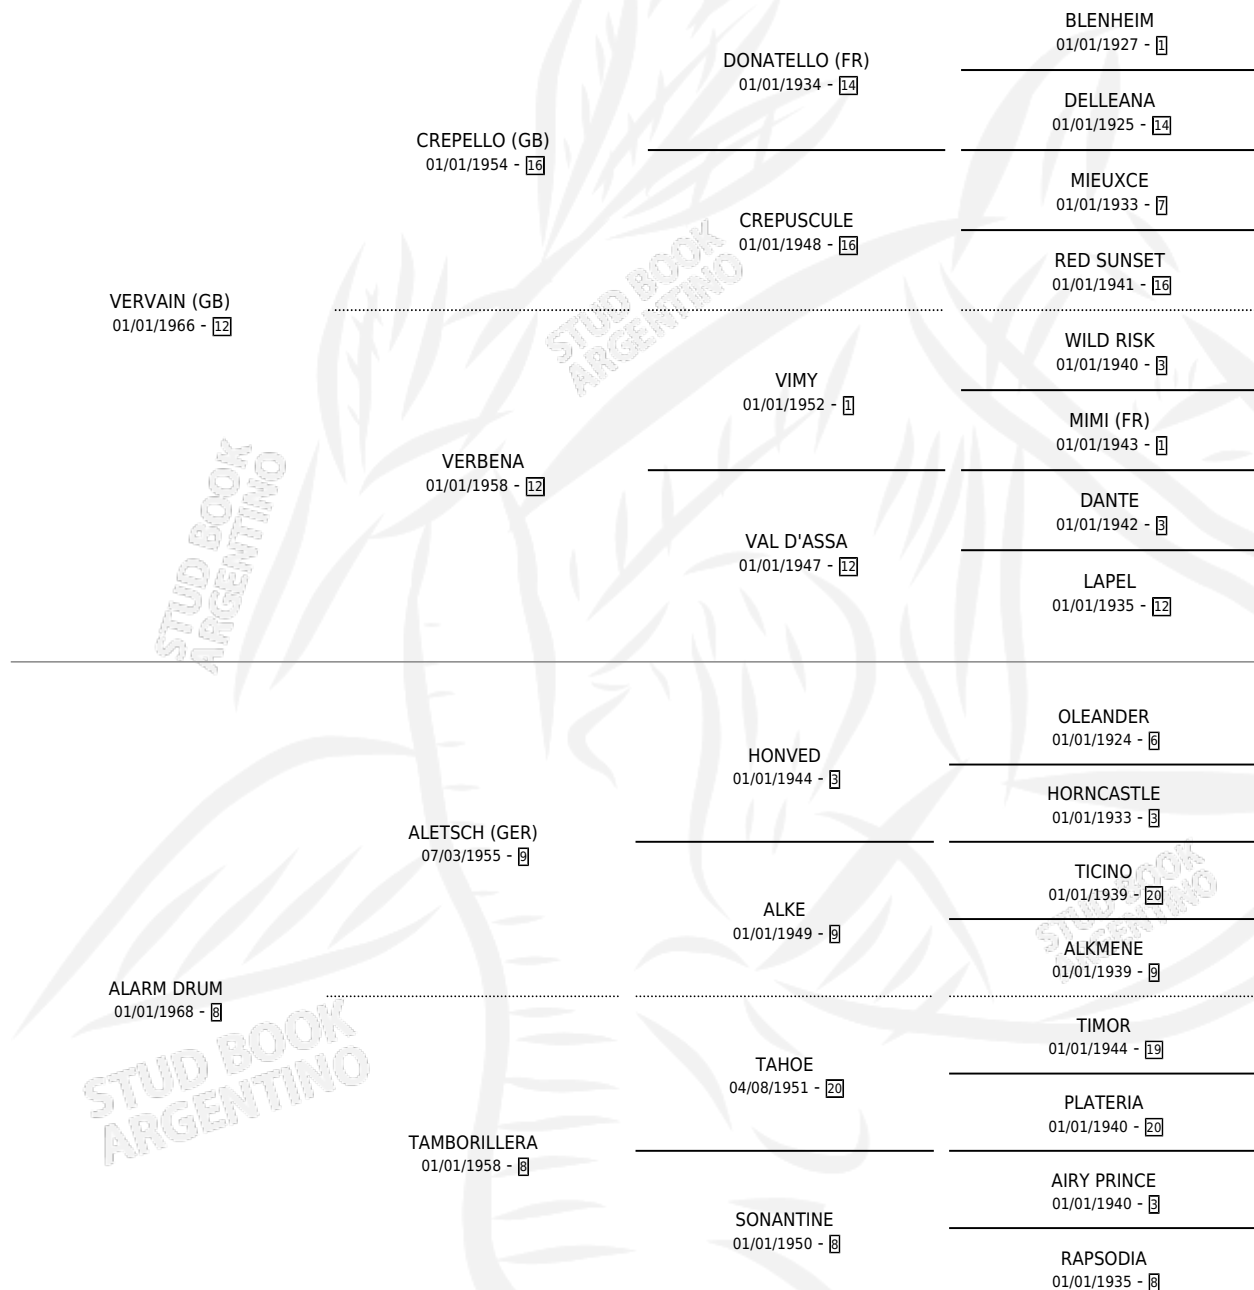 BLENHEIM
01/01/1927 - 1
DONATELLO (FR)
01/01/1934 - 14
DELLEANA
01/01/1925 - 14
CREPELLO (GB)
01/01/1954 - 16
MIEUXCE
01/01/1933 - 7
CREPUSCULE
01/01/1948 - 16
RED SUNSET
01/01/1941 - 16
VERVAIN (GB)
01/01/1966 - 12
WILD RISK
01/01/1940 - 3
VIMY
01/01/1952 - 1
MIMI (FR)
01/01/1943 - 1
VERBENA
01/01/1958 - 12
DANTE
01/01/1942 - 3
VAL D'ASSA
01/01/1947 - 12
LAPEL
01/01/1935 - 12
OLEANDER
01/01/1924 - 6
HONVED
01/01/1944 - 3
HORNCASTLE
01/01/1933 - 3
ALETSCH (GER)
07/03/1955 - 9
TICINO
01/01/1939 - 20
ALKE
01/01/1949 - 9
ALKMENE
01/01/1939 - 9
ALARM DRUM
01/01/1968 - 8
TIMOR
01/01/1944 - 19
TAHOE
04/08/1951 - 20
PLATERIA
01/01/1940 - 20
TAMBORILLERA
01/01/1958 - 8
AIRY PRINCE
01/01/1940 - 3
SONANTINE
01/01/1950 - 8
RAPSODIA
01/01/1935 - 8
STUD BOOK
ARGENTINO
STUD BOOK
ARGENTINO
STUD BOOK
ARGENTINO
STUD BOOK
ARGENTINO